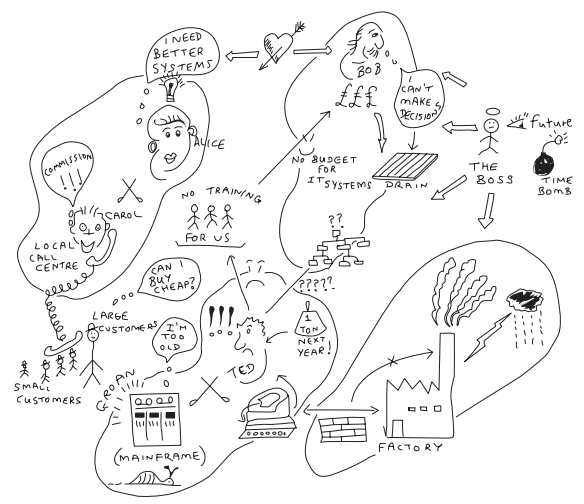 I NEED
BETTER
SYSTEMS
BOB
£££
I
CAN'T
MAKE
DECISIONS
Future
THE
BOSS
TIME
BOMB
ALICE
COMMISSION
!!!
CAROL
LOCAL
CALL
CENTRE
NO TRAINING
FOR US
NO BUDGET
FOR
IT SYSTEMS
DRAIN
??
?????
CAN I
BUY
CHEAP?
LARGE
CUSTOMERS
SMALL
CUSTOMERS
I'M
TOO
OLD
!!!
TED
1
TON
NEXT
YEAR!
GROAN
(MAINFRAME)
FACTORY